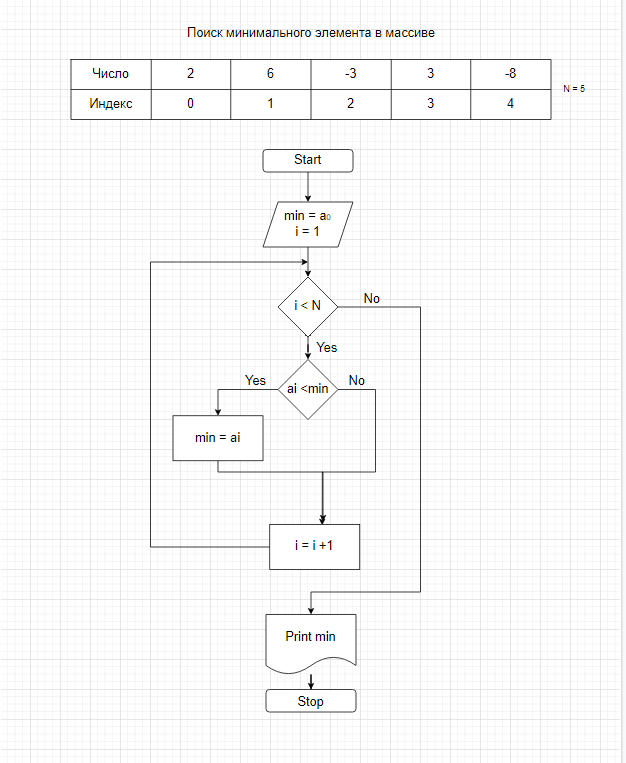 Поиск минимального элемента в массиве
Число 2 6 -3 3 -8
N = 5
Индекс 0 1 2 3 4
Start
min = a₀
i = 1
i < N
No
Yes
ai <min
Yes
No
min = ai
i = i +1
Print min
Stop